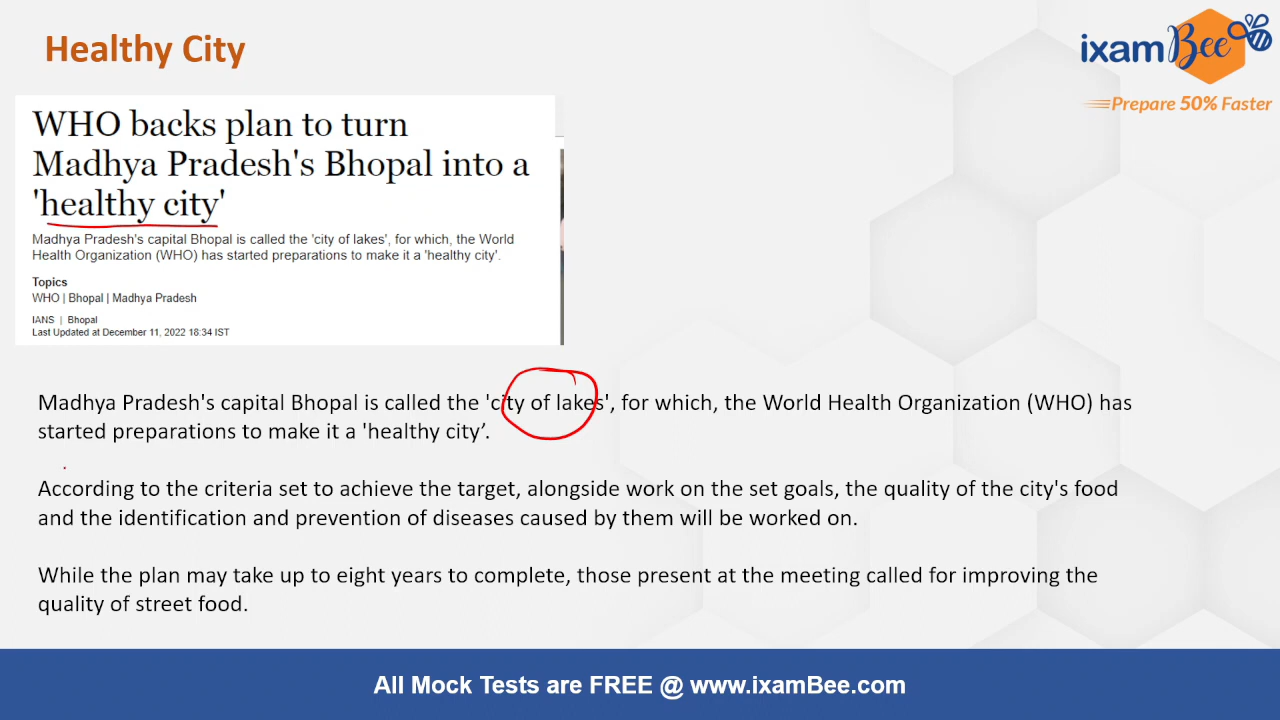 Healthy City
ixamBee
Prepare 50% Faster
WHO backs plan to turn
Madhya Pradesh's Bhopal into a
'healthy city'
Madhya Pradesh's capital Bhopal is called the 'city of lakes', for which, the World
Health Organization (WHO) has started preparations to make it a 'healthy city'.
Topics
WHO | Bhopal | Madhya Pradesh
IANS | Bhopal
Last Updated at December 11, 2022 18:34 IST
Madhya Pradesh's capital Bhopal is called the 'city of lakes', for which, the World Health Organization (WHO) has
started preparations to make it a 'healthy city’.
According to the criteria set to achieve the target, alongside work on the set goals, the quality of the city's food
and the identification and prevention of diseases caused by them will be worked on.
While the plan may take up to eight years to complete, those present at the meeting called for improving the
quality of street food.
All Mock Tests are FREE @ www.ixamBee.com